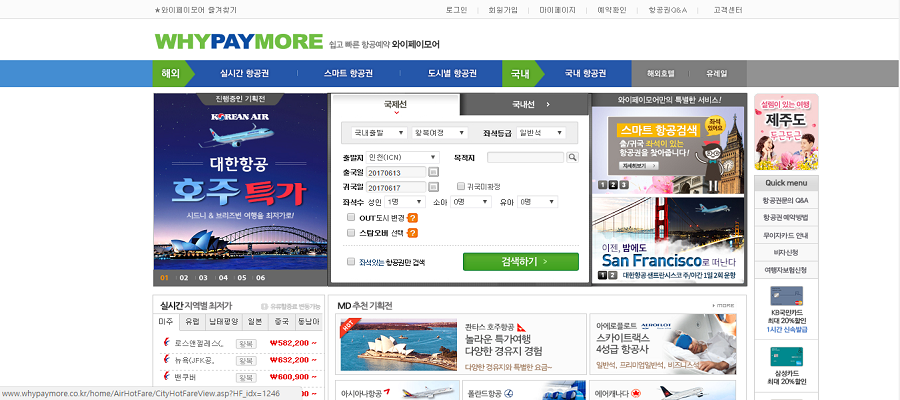 ★와이페이모어 즐겨찾기
로그인 회원가입 마이페이지 예약확인 항공권Q&A 고객센터
WHYPAYMORE 쉽고 빠른 항공예약 와이페이모어
해외 실시간 항공권 스마트 항공권 도시별 항공권 국내 국내 항공권 해외호텔 유레일
진행중인 기획전
KOREAN AIR
대한항공
호주 특가
시드니 & 브리즈번 여행을 최저가로!
01 02 03 04 05 06
국제선 국내선 >
국내출발 왕복여정 좌석등급 일반석
출발지 인천(ICN) 목적지
출국일 20170613
귀국일 20170617 귀국미확정
좌석수 성인 1명 소아 0명 유아 0명
OUT도시 변경 ?
스탑오버 선택 ?
좌석있는 항공권만 검색 검색하기 >
와이페이모어만의 특별한 서비스!
스마트 항공검색
좌석 있어요
출/귀국 좌석이 있는
항공권을 찾아줍니다!
자세히보기
1 2 3
이젠, 밤에도
San Francisco로 떠난다
1 2 대한항공 샌프란시스코 주/야간 1일 2회 운항
설렘이 있는 여행
제주도
두근두근
Quick menu
항공권문의 Q&A
항공권 예약방법
무이자카드 안내
비자신청
여행자보험신청
KB국민카드
최대 20%할인
1시간 신속발급
삼성카드
최대 20%할인
실시간 지역별 최저가 유류할증료 변동가능
미주 유럽 남태평양 일본 중국 동남아
로스앤젤레스(.. 왕복 ₩582,200 ~
뉴욕(JFK공.. 왕복 ₩632,200 ~
밴쿠버 왕복 ₩600,900 ~
MD 추천 기획전 + MORE
HOT
콴타스 호주항공
놀라운 특가여행
다양한 경유지 경험
다양한 경유지와 특별한 요금~
아에로플로트 AEROFLOT
스카이트랙스
4성급 항공사
일반석, 프리미엄일반석, 비즈니스석
아시아나항공 폴란드항공 에어캐나다
www.whypaymore.co.kr/home/AirHotFare/CityHotFareView.asp?HF_idx=1246